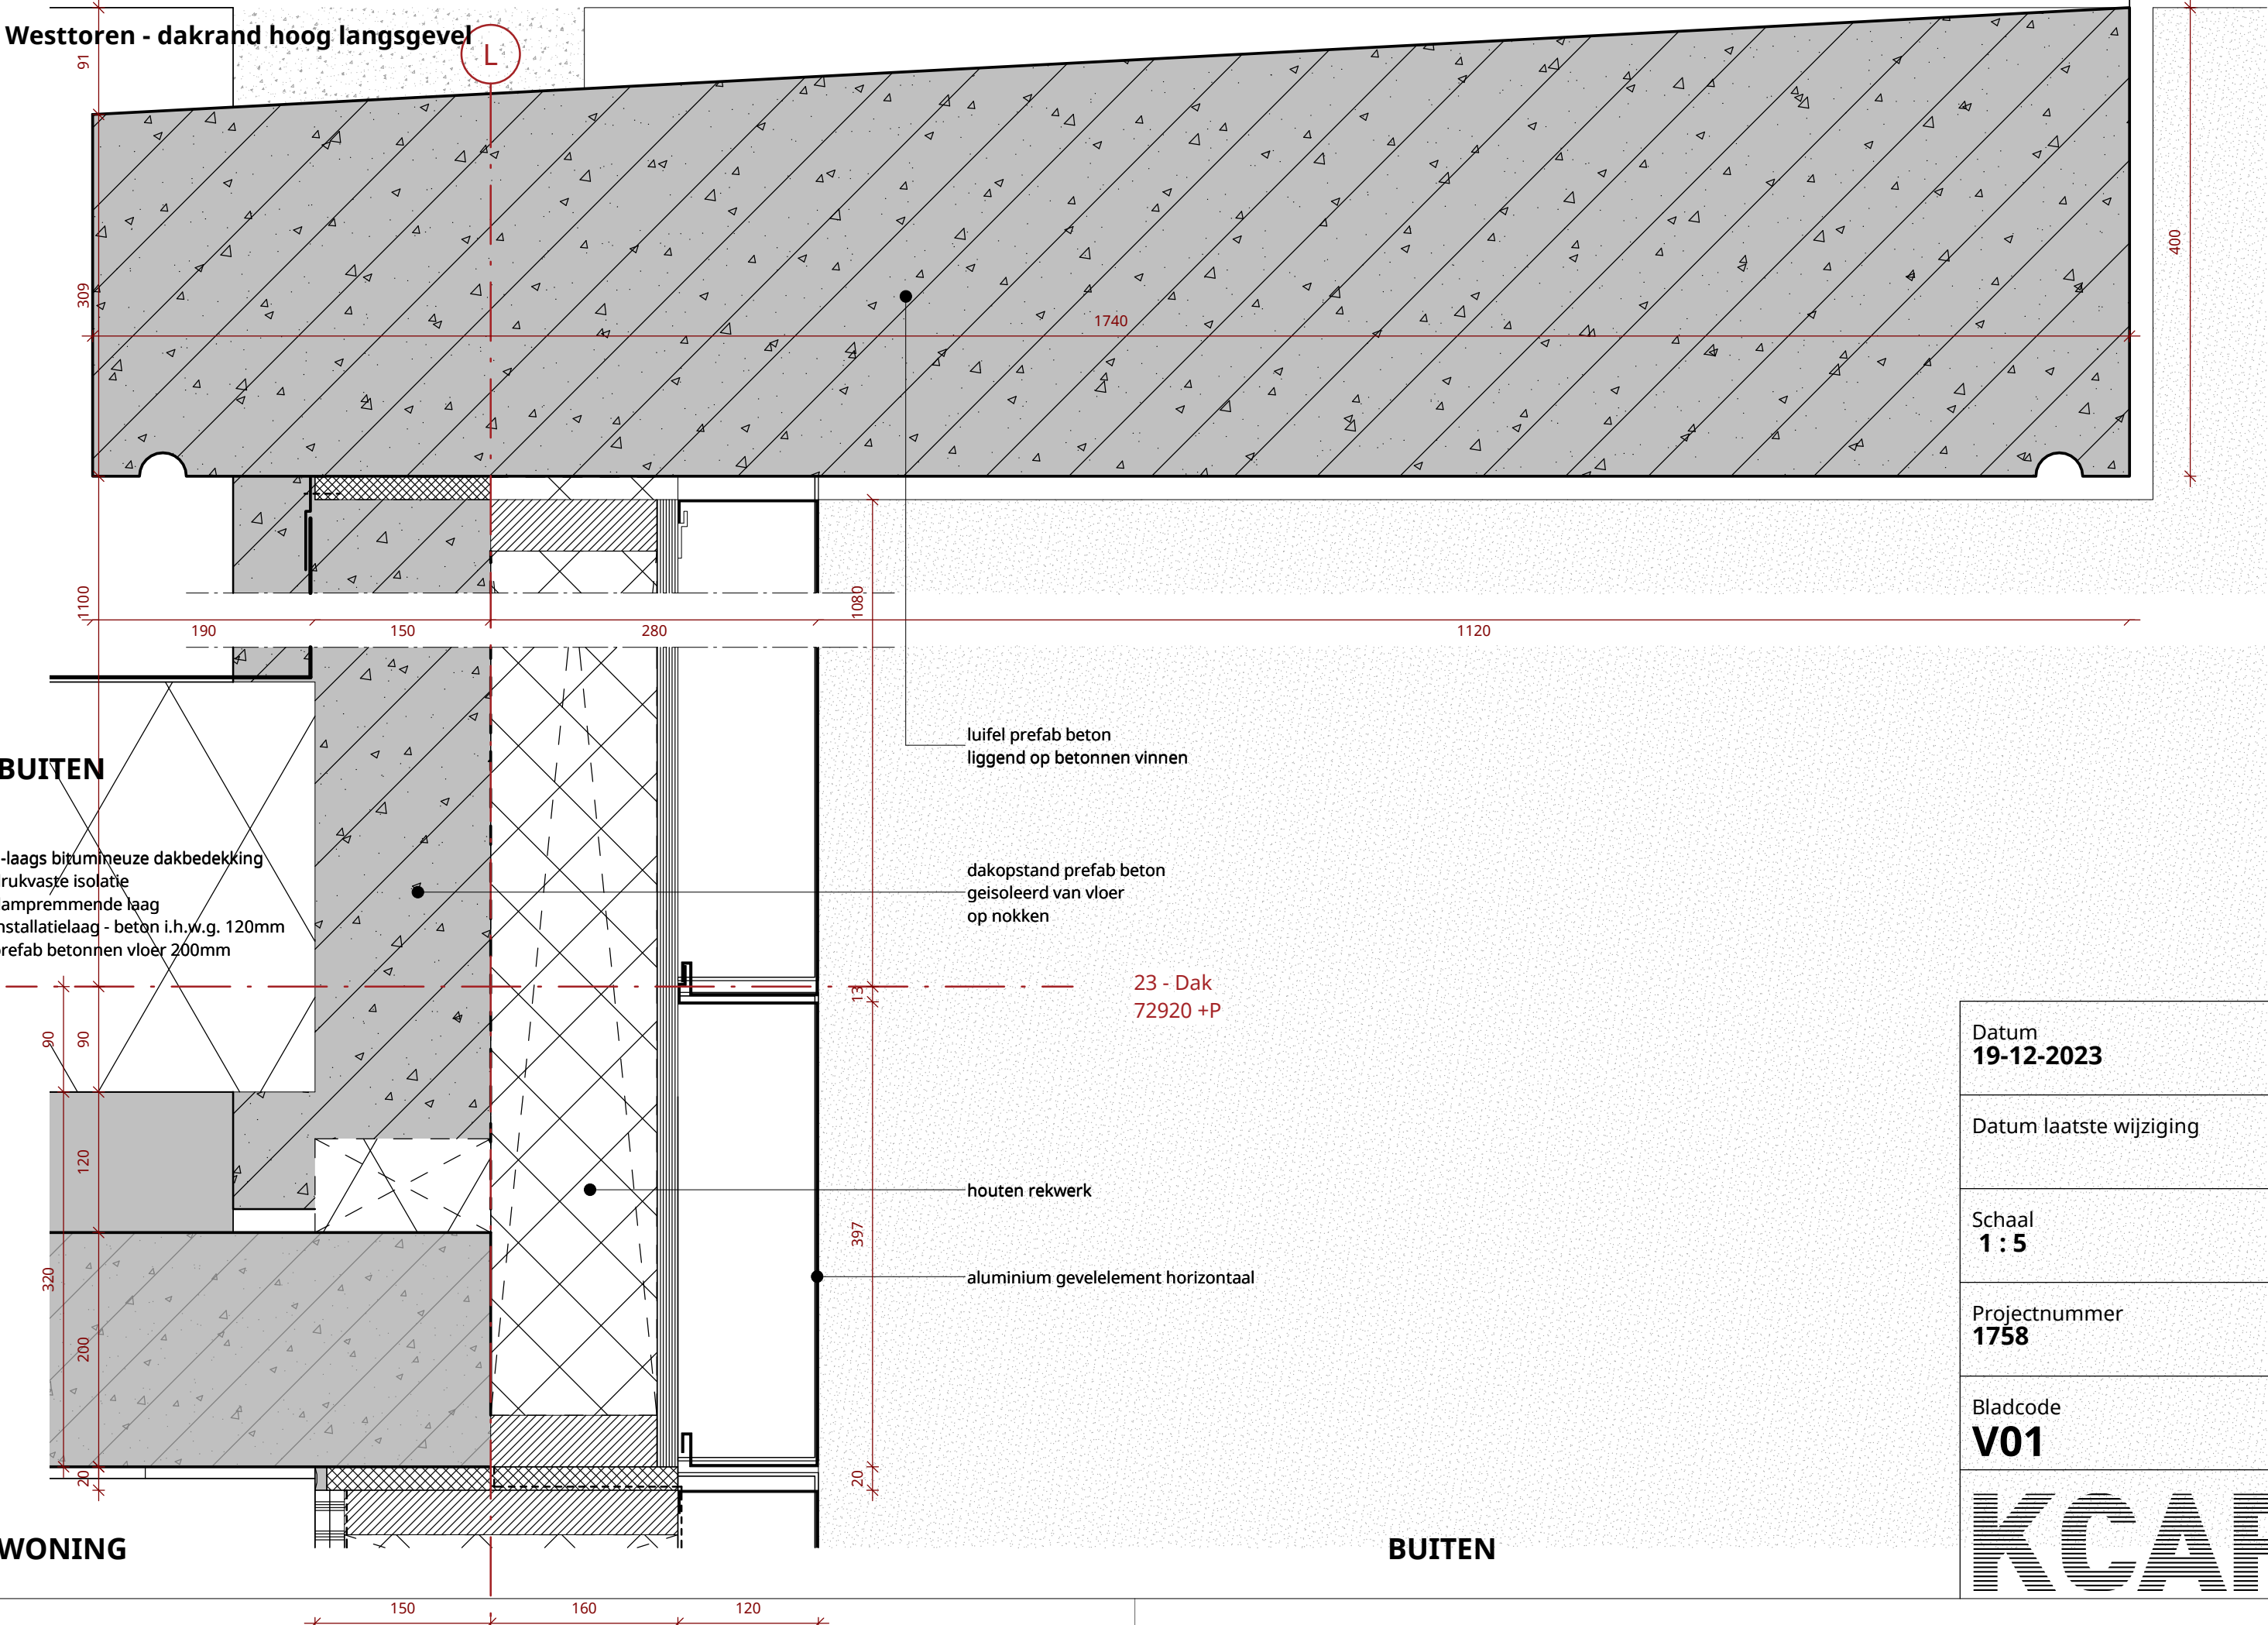 Westtoren - dakrand hoog langsgevel
L
91
309
400
1740
1100
1080
190
150
280
1120
luifel prefab beton
liggend op betonnen vinnen
BUITEN
-laags bitumineuze dakbedekking
rukvaste isolatie
ampremmende laag
nstallatielaag - beton i.h.w.g. 120mm
refab betonnen vloer 200mm
dakopstand prefab beton
geisoleerd van vloer
op nokken
23 - Dak
72920 +P
13
90
90
120
houten rekwerk
397
320
200
aluminium gevelelement horizontaal
20
20
WONING
BUITEN
150
160
120
Datum
19-12-2023
Datum laatste wijziging
Schaal
1 : 5
Projectnummer
1758
Bladcode
V01
KCAP